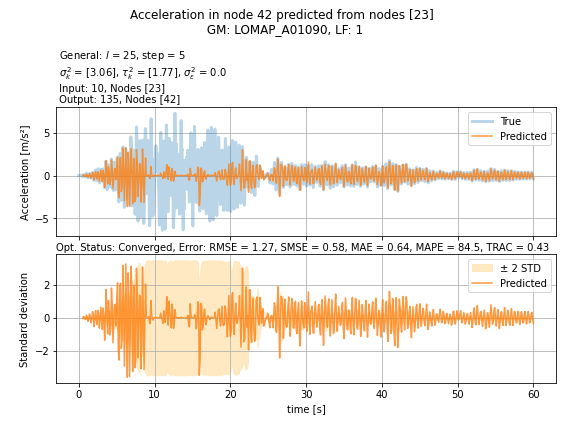 Acceleration in node 42 predicted from nodes [23]
GM: LOMAP_A01090, LF: 1
General: l = 25, step = 5
σ²ₖ = [3.06], τ²ₖ = [1.77], σ²ε = 0.0
Input: 10, Nodes [23]
Output: 135, Nodes [42]
Acceleration [m/s²]
5
0
−5
True
Predicted
Opt. Status: Converged, Error: RMSE = 1.27, SMSE = 0.58, MAE = 0.64, MAPE = 84.5, TRAC = 0.43
Standard deviation
2
0
−2
± 2 STD
Predicted
0 10 20 30 40 50 60
time [s]